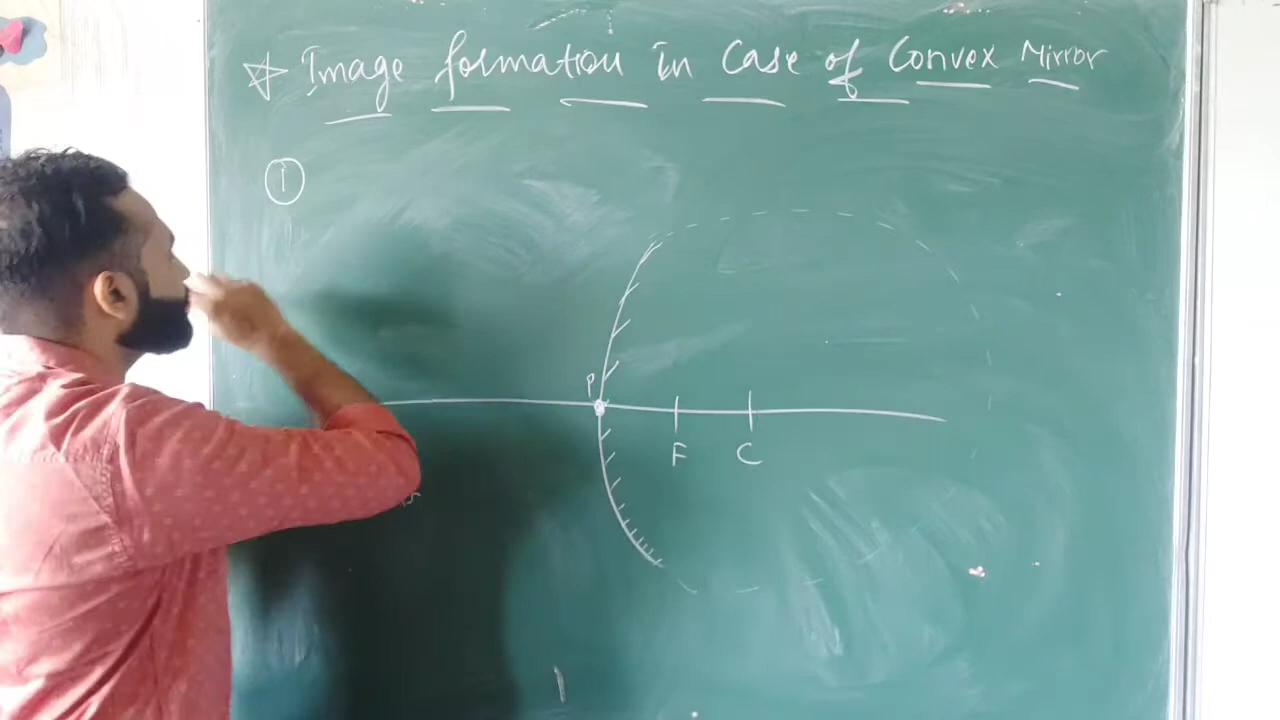 ☆ Image formation in Case of Convex Mirror
①
P
F C